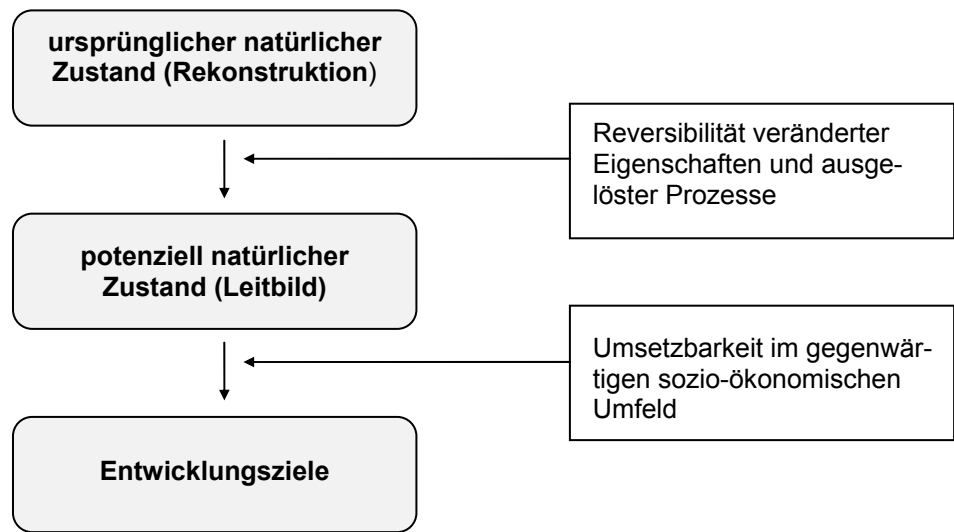 ursprünglicher natürlicher
Zustand (Rekonstruktion)
Reversibilität veränderter
Eigenschaften und ausge-
löster Prozesse
potenziell natürlicher
Zustand (Leitbild)
Umsetzbarkeit im gegenwär-
tigen sozio-ökonomischen
Umfeld
Entwicklungsziele